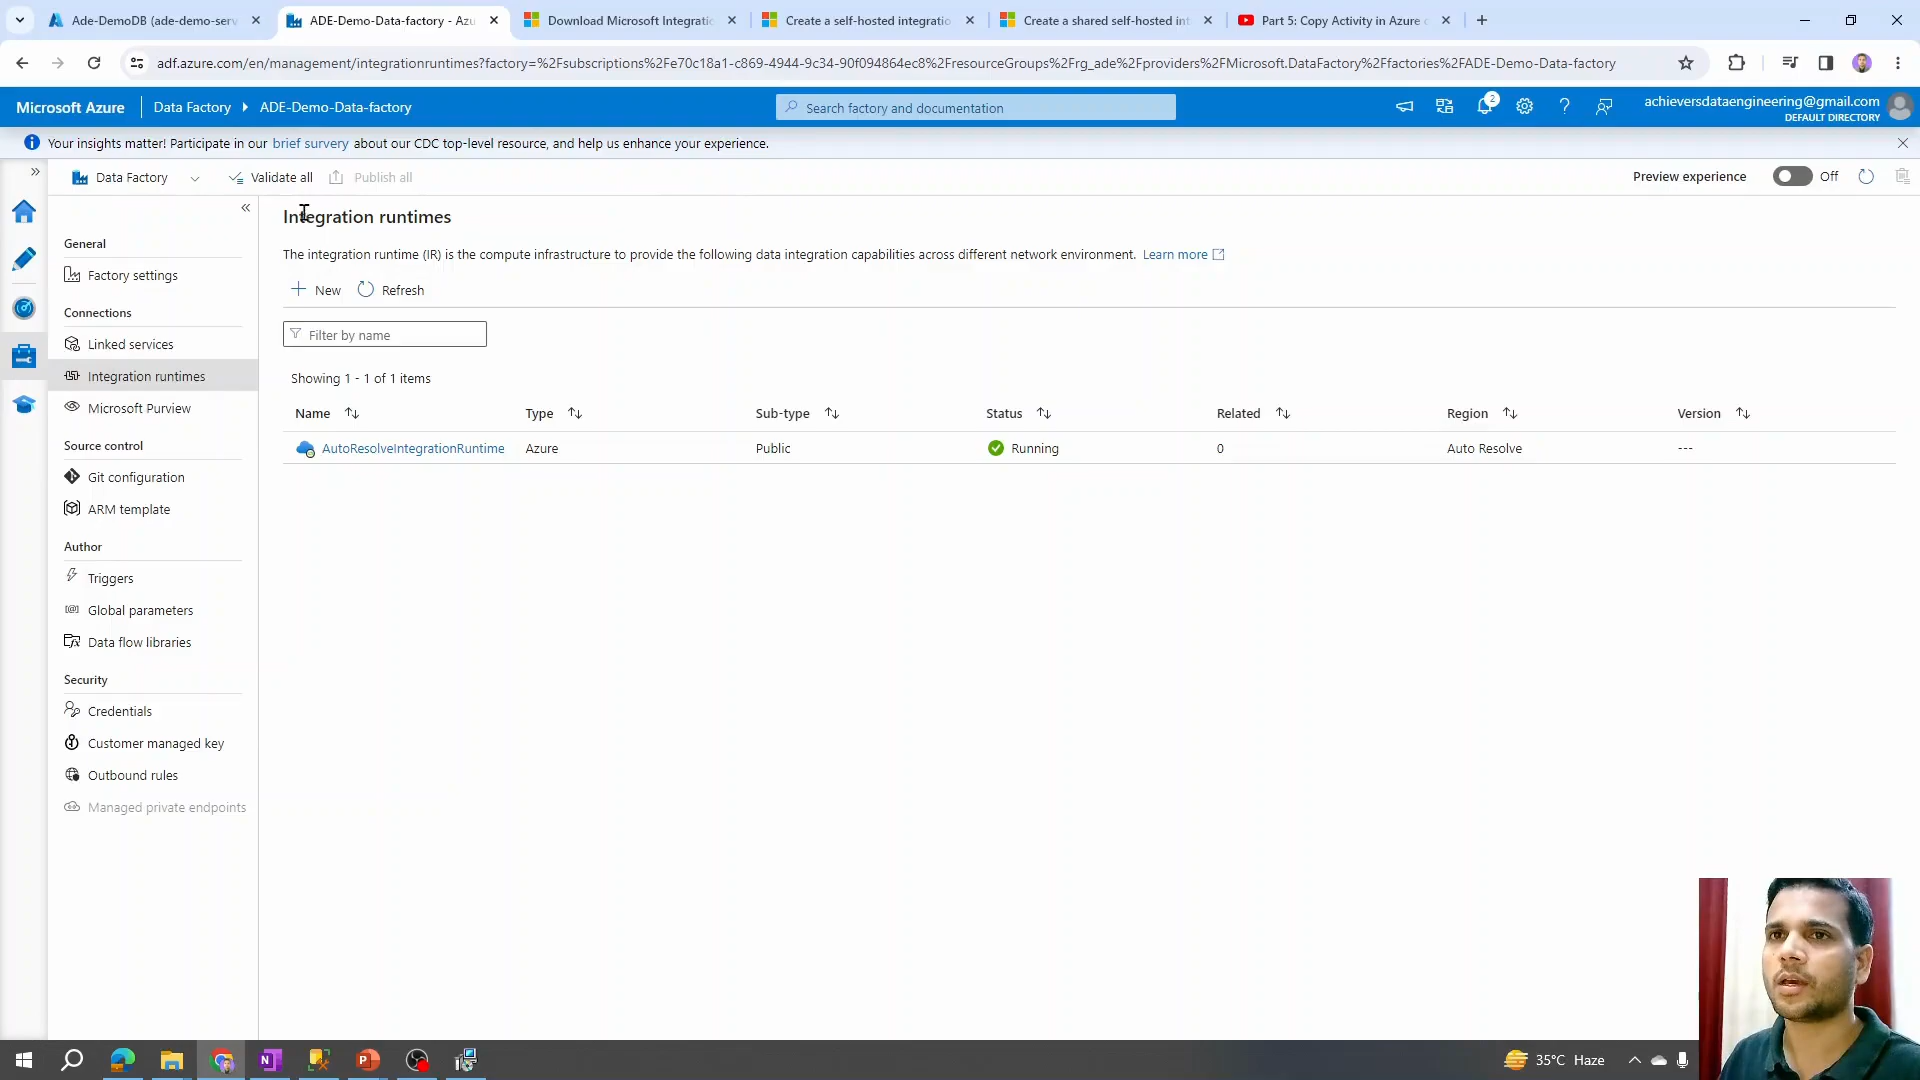 Ade-DemoDB (ade-demo-serv
ADE-Demo-Data-factory - Azu
Download Microsoft Integratio
Create a self-hosted integratio
Create a shared self-hosted int
Part 5: Copy Activity in Azure
adf.azure.com/en/management/integrationruntimes?factory=%2Fsubscriptions%2Fe70c18a1-c869-4944-9c34-90f094864ec8%2FresourceGroups%2Frg_ade%2Fproviders%2FMicrosoft.DataFactory%2Ffactories%2FADE-Demo-Data-factory
Microsoft Azure
Data Factory
ADE-Demo-Data-factory
Search factory and documentation
2
achieversdataengineering@gmail.com
DEFAULT DIRECTORY
Your insights matter! Participate in our brief survey about our CDC top-level resource, and help us enhance your experience.
Data Factory
Validate all
Publish all
Preview experience
Off
General
Factory settings
Connections
Linked services
Integration runtimes
Microsoft Purview
Source control
Git configuration
ARM template
Author
Triggers
Global parameters
Data flow libraries
Security
Credentials
Customer managed key
Outbound rules
Managed private endpoints
Integration runtimes
The integration runtime (IR) is the compute infrastructure to provide the following data integration capabilities across different network environment. Learn more
New
Refresh
Filter by name
Showing 1 - 1 of 1 items
Name Type Sub-type Status Related Region Version
AutoResolveIntegrationRuntime Azure Public Running 0 Auto Resolve ---
35°C Haze